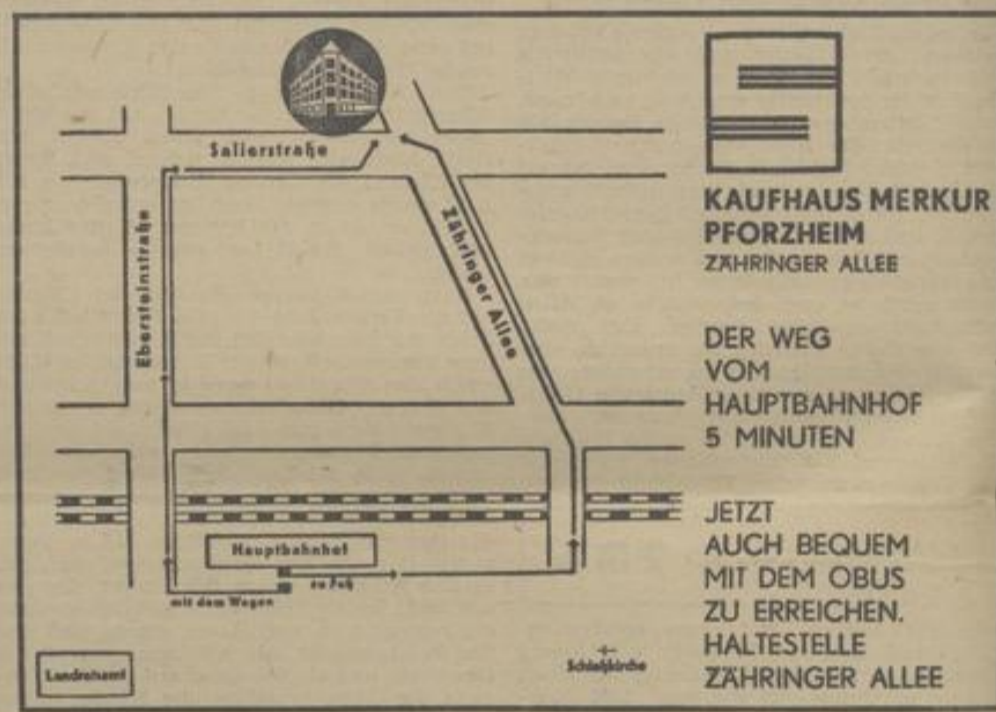 Salierstraße
Ebersteinstraße
Zähringer Allee
Hauptbahnhof
zu Fuß
mit dem Wagen
Landratsamt
Schloßkirche
KAUFHAUS MERKUR
PFORZHEIM
ZÄHRINGER ALLEE
DER WEG
VOM
HAUPTBAHNHOF
5 MINUTEN
JETZT
AUCH BEQUEM
MIT DEM OBUS
ZU ERREICHEN.
HALTESTELLE
ZÄHRINGER ALLEE